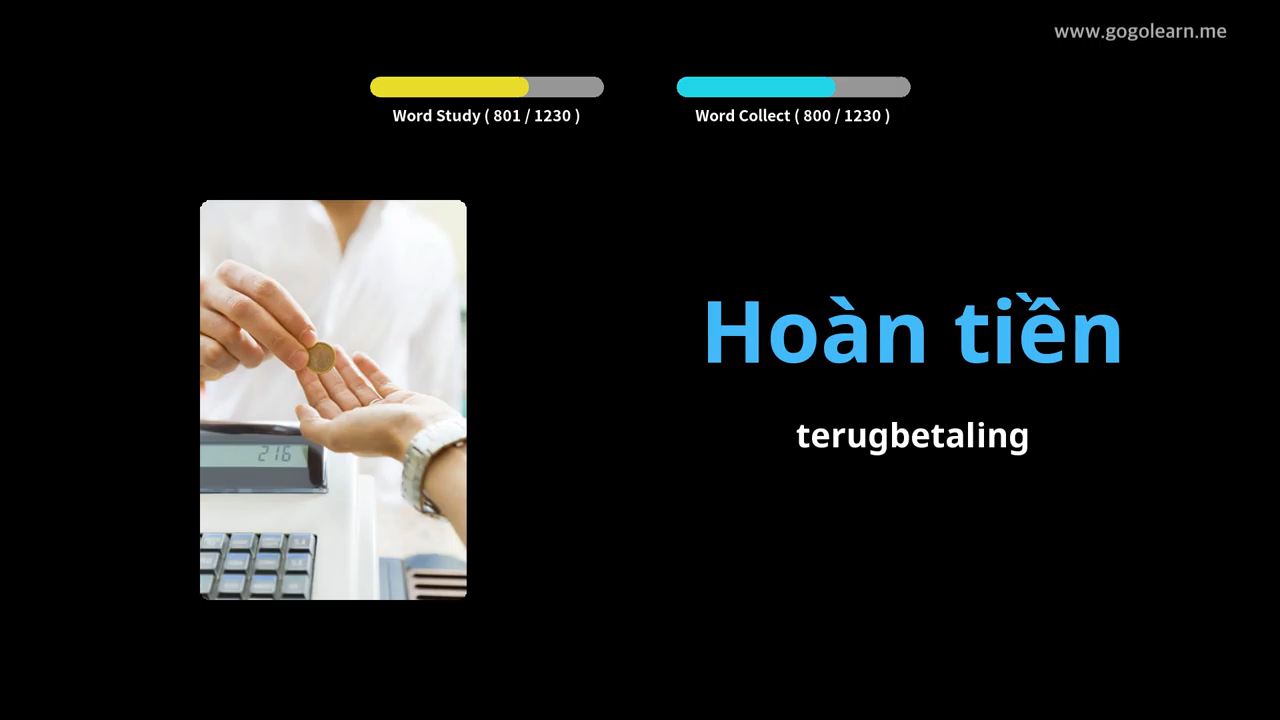 www.gogolearn.me
Word Study ( 801 / 1230 )
Word Collect ( 800 / 1230 )
216
Hoàn tiền
terugbetaling